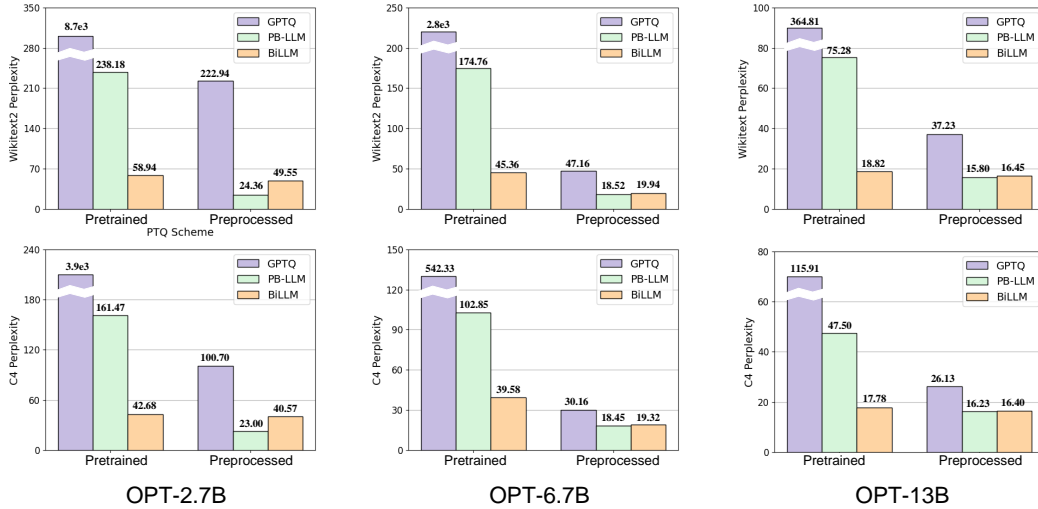 350
300
210
140
70
0
Wikitext2 Perplexity
8.7e3
238.18
58.94
222.94
24.36
49.55
GPTQ
PB-LLM
BiLLM
Pretrained
Preprocessed
PTQ Scheme
250
200
150
100
50
0
Wikitext2 Perplexity
2.8e3
174.76
45.36
47.16
18.52
19.94
GPTQ
PB-LLM
BiLLM
Pretrained
Preprocessed
100
80
60
40
20
0
Wikitext Perplexity
364.81
75.28
18.82
37.23
15.80
16.45
GPTQ
PB-LLM
BiLLM
Pretrained
Preprocessed
240
180
120
60
0
C4 Perplexity
3.9e3
161.47
42.68
100.70
23.00
40.57
GPTQ
PB-LLM
BiLLM
Pretrained
Preprocessed
150
120
90
60
30
0
C4 Perplexity
542.33
102.85
39.58
30.16
18.45
19.32
GPTQ
PB-LLM
BiLLM
Pretrained
Preprocessed
80
60
40
20
0
C4 Perplexity
115.91
47.50
17.78
26.13
16.23
16.40
GPTQ
PB-LLM
BiLLM
Pretrained
Preprocessed
OPT-2.7B
OPT-6.7B
OPT-13B